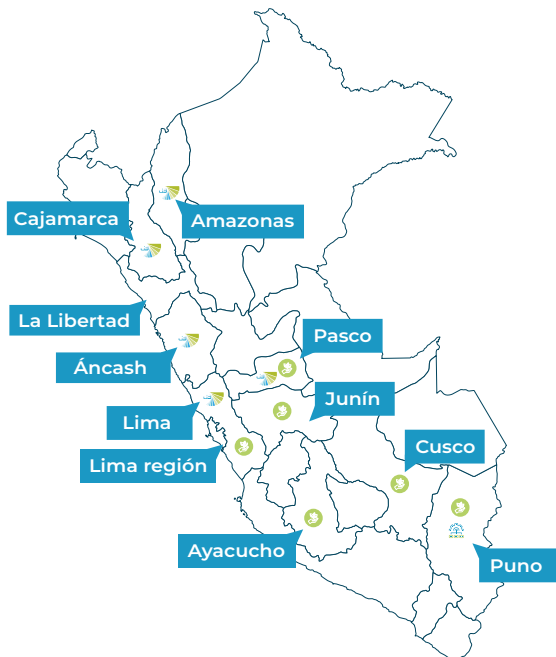 Cajamarca
Amazonas
La Libertad
Pasco
Áncash
Junín
Lima
Cusco
Lima región
Ayacucho
Puno